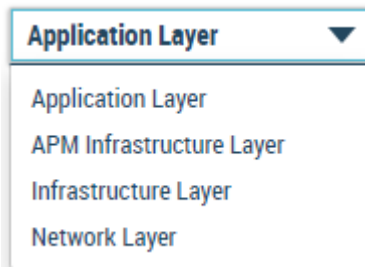 Application Layer
Application Layer
APM Infrastructure Layer
Infrastructure Layer
Network Layer